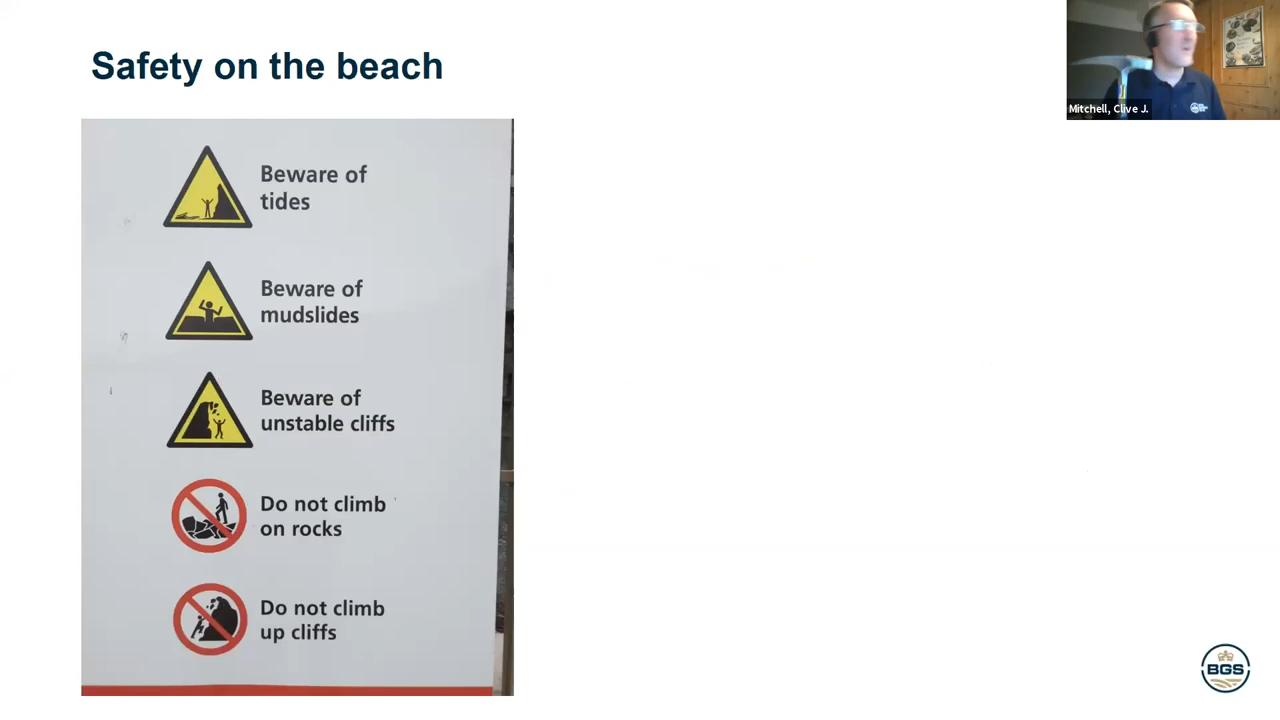 Safety on the beach
Mitchell, Clive J.
Beware of
tides
Beware of
mudslides
Beware of
unstable cliffs
Do not climb
on rocks
Do not climb
up cliffs
BGS